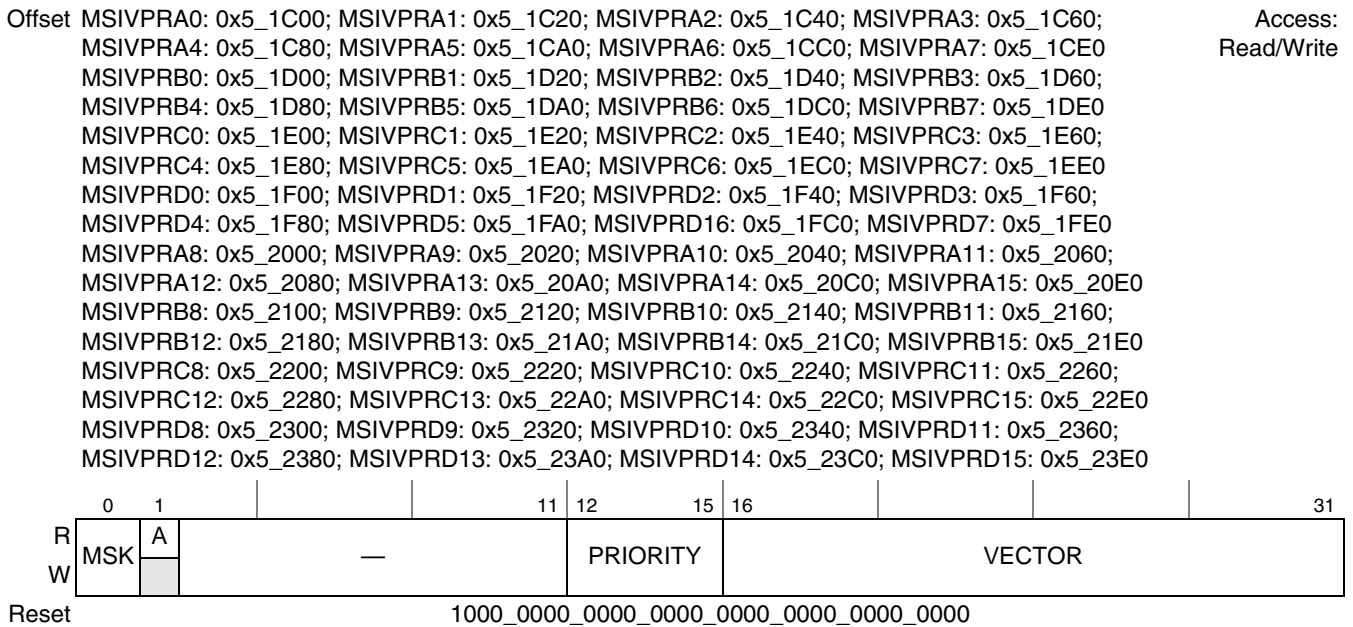 Offset MSIVPRA0: 0x5_1C00; MSIVPRA1: 0x5_1C20; MSIVPRA2: 0x5_1C40; MSIVPRA3: 0x5_1C60; Access:
MSIVPRA4: 0x5_1C80; MSIVPRA5: 0x5_1CA0; MSIVPRA6: 0x5_1CC0; MSIVPRA7: 0x5_1CE0 Read/Write
MSIVPRB0: 0x5_1D00; MSIVPRB1: 0x5_1D20; MSIVPRB2: 0x5_1D40; MSIVPRB3: 0x5_1D60;
MSIVPRB4: 0x5_1D80; MSIVPRB5: 0x5_1DA0; MSIVPRB6: 0x5_1DC0; MSIVPRB7: 0x5_1DE0
MSIVPRC0: 0x5_1E00; MSIVPRC1: 0x5_1E20; MSIVPRC2: 0x5_1E40; MSIVPRC3: 0x5_1E60;
MSIVPRC4: 0x5_1E80; MSIVPRC5: 0x5_1EA0; MSIVPRC6: 0x5_1EC0; MSIVPRC7: 0x5_1EE0
MSIVPRD0: 0x5_1F00; MSIVPRD1: 0x5_1F20; MSIVPRD2: 0x5_1F40; MSIVPRD3: 0x5_1F60;
MSIVPRD4: 0x5_1F80; MSIVPRD5: 0x5_1FA0; MSIVPRD16: 0x5_1FC0; MSIVPRD7: 0x5_1FE0
MSIVPRA8: 0x5_2000; MSIVPRA9: 0x5_2020; MSIVPRA10: 0x5_2040; MSIVPRA11: 0x5_2060;
MSIVPRA12: 0x5_2080; MSIVPRA13: 0x5_20A0; MSIVPRA14: 0x5_20C0; MSIVPRA15: 0x5_20E0
MSIVPRB8: 0x5_2100; MSIVPRB9: 0x5_2120; MSIVPRB10: 0x5_2140; MSIVPRB11: 0x5_2160;
MSIVPRB12: 0x5_2180; MSIVPRB13: 0x5_21A0; MSIVPRB14: 0x5_21C0; MSIVPRB15: 0x5_21E0
MSIVPRC8: 0x5_2200; MSIVPRC9: 0x5_2220; MSIVPRC10: 0x5_2240; MSIVPRC11: 0x5_2260;
MSIVPRC12: 0x5_2280; MSIVPRC13: 0x5_22A0; MSIVPRC14: 0x5_22C0; MSIVPRC15: 0x5_22E0
MSIVPRD8: 0x5_2300; MSIVPRD9: 0x5_2320; MSIVPRD10: 0x5_2340; MSIVPRD11: 0x5_2360;
MSIVPRD12: 0x5_2380; MSIVPRD13: 0x5_23A0; MSIVPRD14: 0x5_23C0; MSIVPRD15: 0x5_23E0
0 1 11 12 15 16 31
R A
MSK — PRIORITY VECTOR
W
Reset 1000_0000_0000_0000_0000_0000_0000_0000